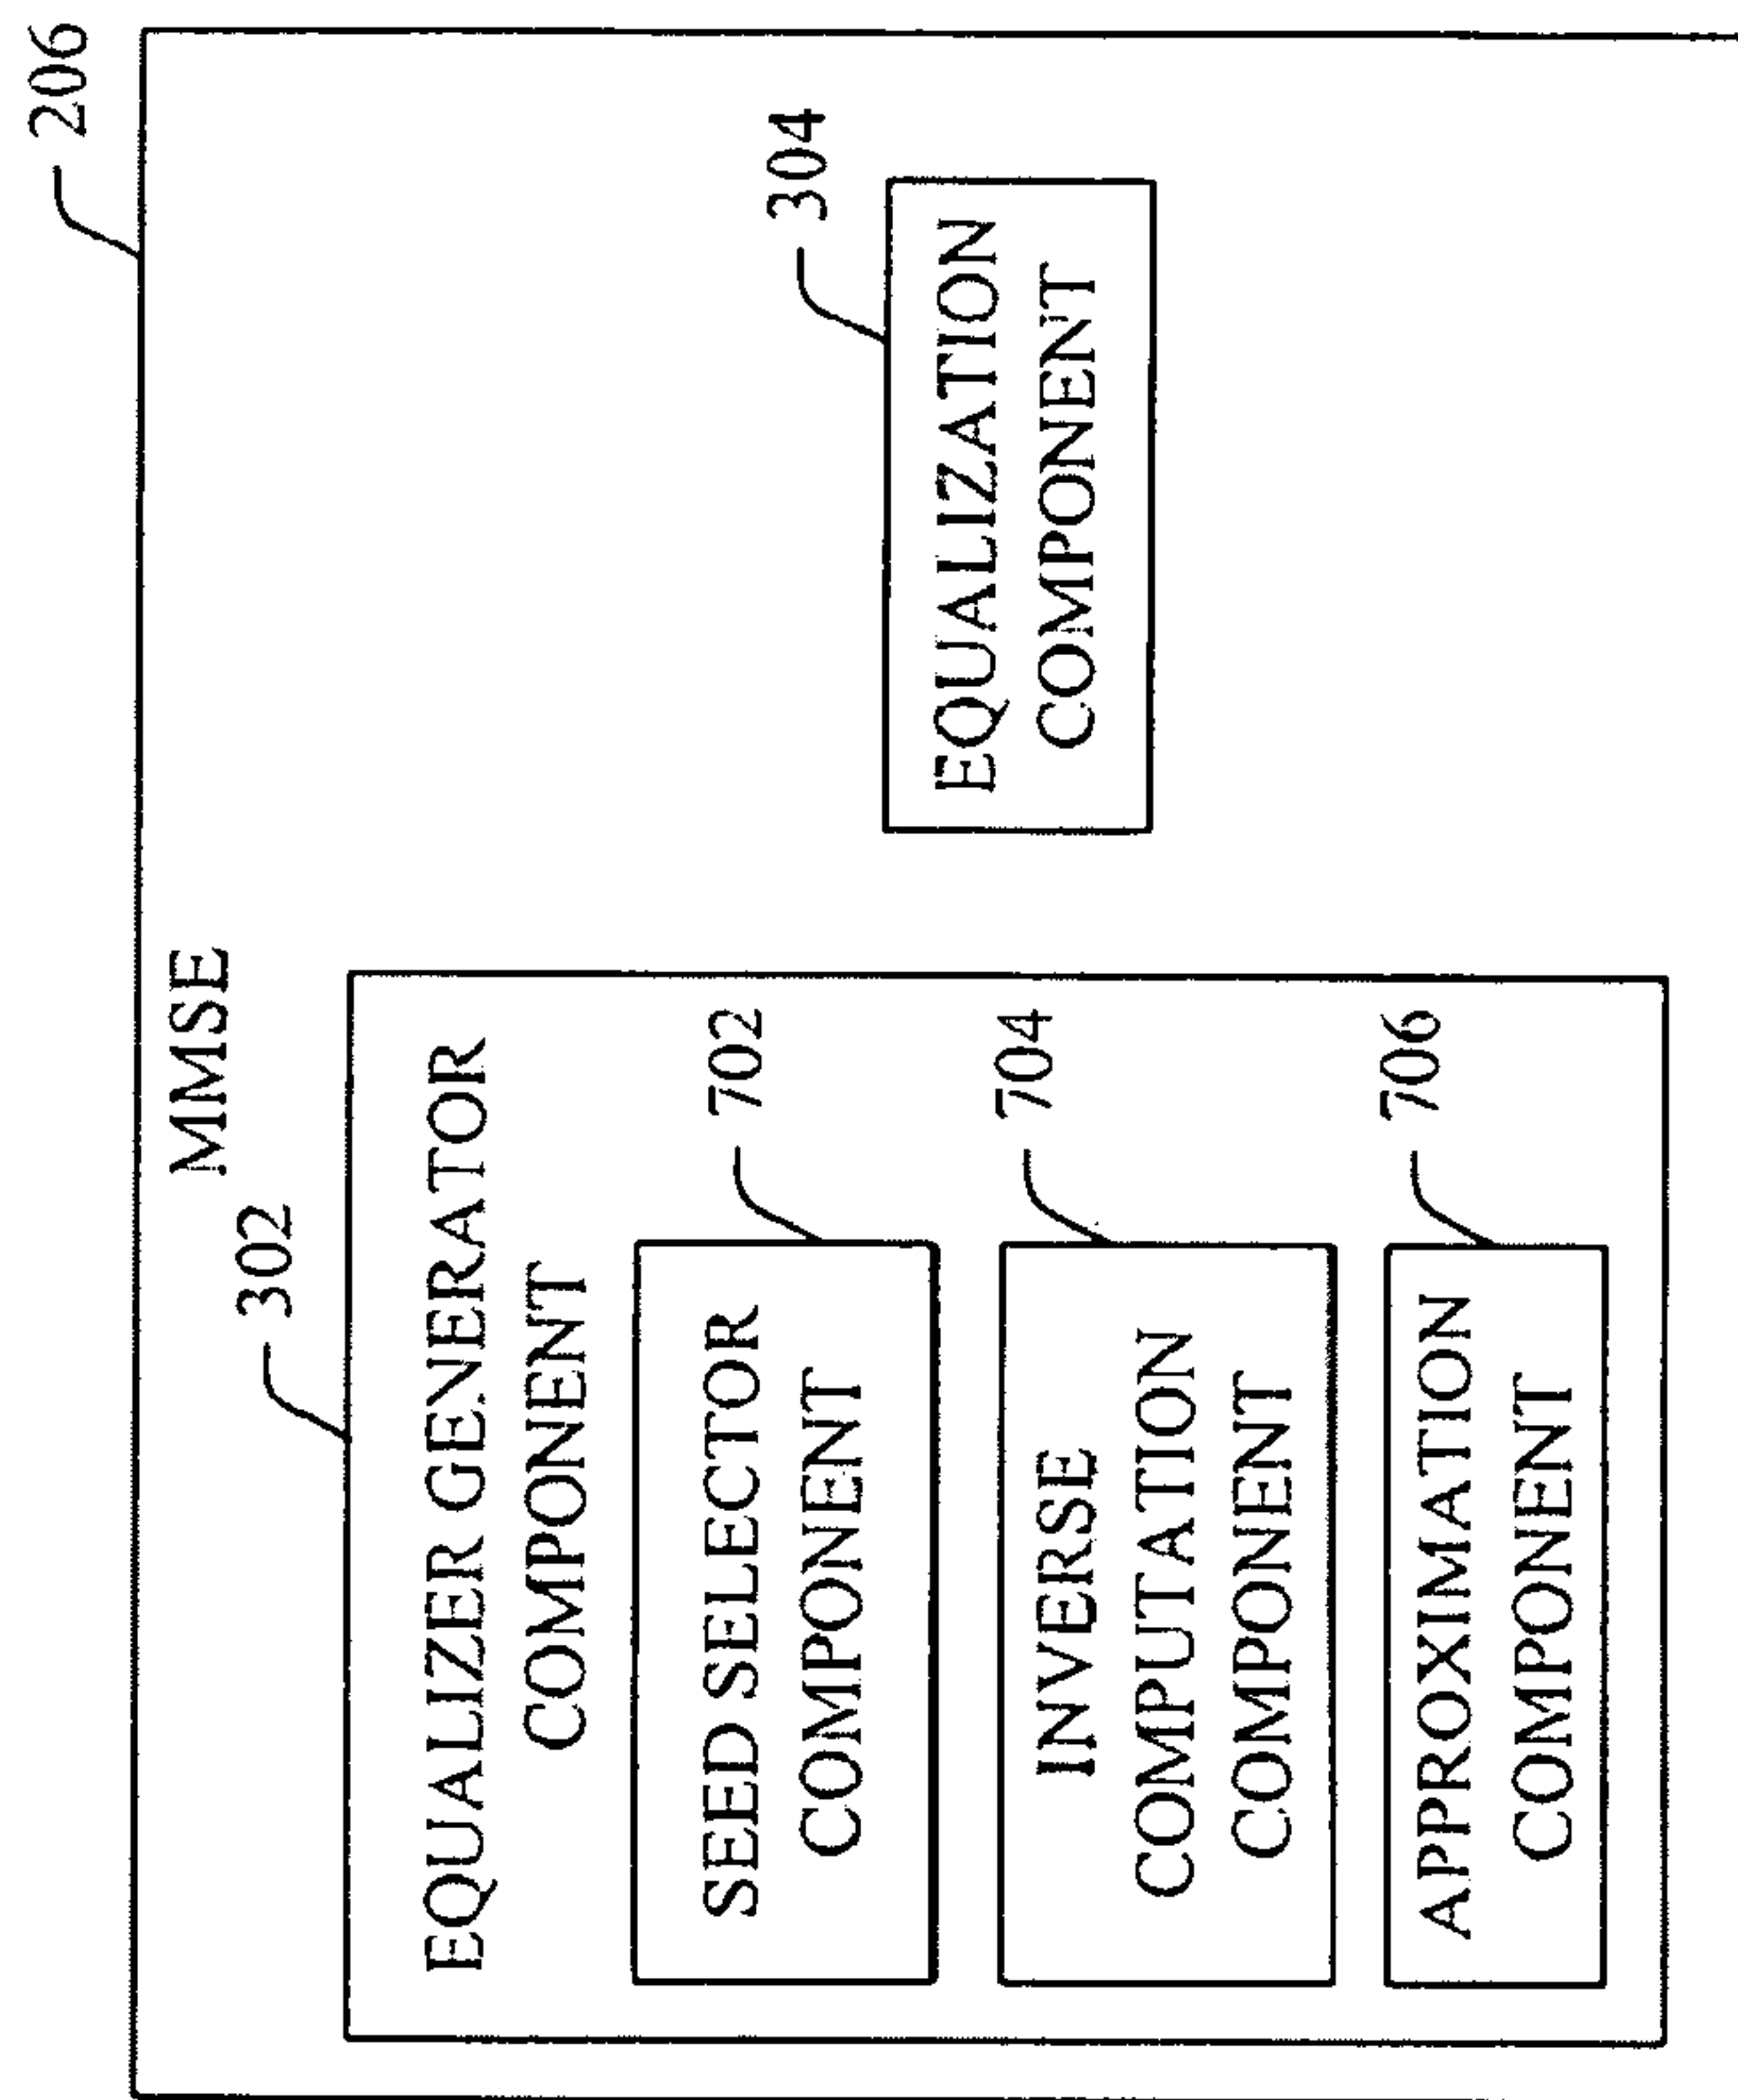 206
MMSE
302
EQUALIZER GENERATOR
COMPONENT
SEED SELECTOR
COMPONENT
702
INVERSE
COMPUTATION
COMPONENT
704
APPROXIMATION
COMPONENT
706
304
EQUALIZATION
COMPONENT